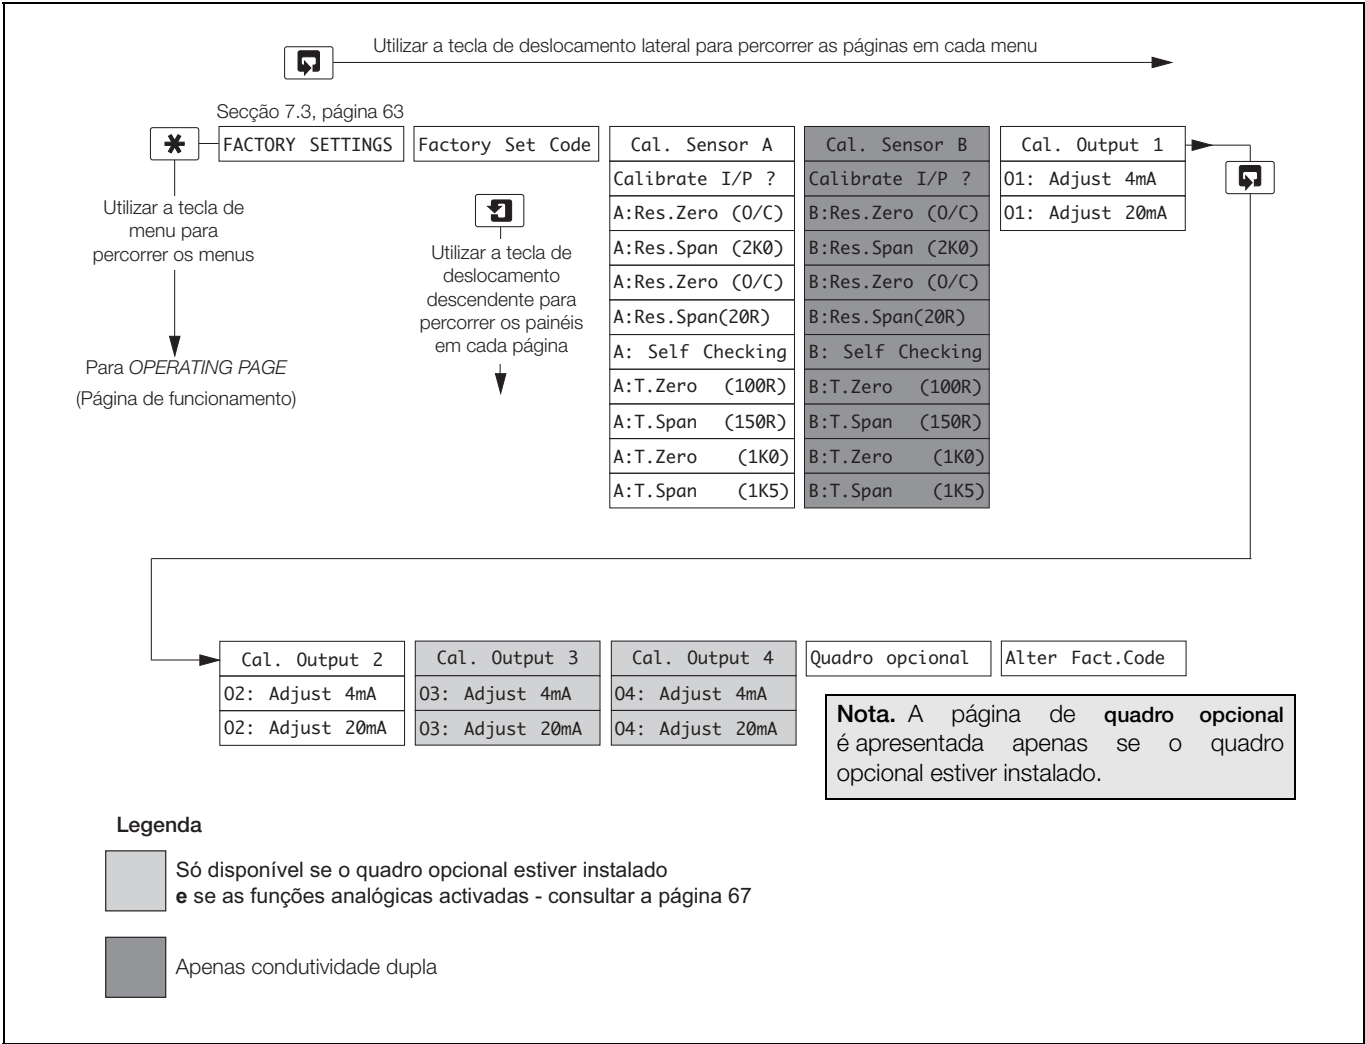 Utilizar a tecla de deslocamento lateral para percorrer as páginas em cada menu
Secção 7.3, página 63
FACTORY SETTINGS
Utilizar a tecla de
menu para
percorrer os menus
Para OPERATING PAGE
(Página de funcionamento)
Factory Set Code
Utilizar a tecla de
deslocamento
descendente para
percorrer os painéis
em cada página
Cal. Sensor A
Calibrate I/P ?
A:Res.Zero (O/C)
A:Res.Span (2K0)
A:Res.Zero (O/C)
A:Res.Span(20R)
A: Self Checking
A:T.Zero (100R)
A:T.Span (150R)
A:T.Zero (1K0)
A:T.Span (1K5)
Cal. Sensor B
Calibrate I/P ?
B:Res.Zero (O/C)
B:Res.Span (2K0)
B:Res.Zero (O/C)
B:Res.Span(20R)
B: Self Checking
B:T.Zero (100R)
B:T.Span (150R)
B:T.Zero (1K0)
B:T.Span (1K5)
Cal. Output 1
O1: Adjust 4mA
O1: Adjust 20mA
Cal. Output 2
O2: Adjust 4mA
O2: Adjust 20mA
Cal. Output 3
O3: Adjust 4mA
O3: Adjust 20mA
Cal. Output 4
O4: Adjust 4mA
O4: Adjust 20mA
Quadro opcional
Alter Fact.Code
Nota. A página de quadro opcional
é apresentada apenas se o quadro
opcional estiver instalado.
Legenda
Só disponível se o quadro opcional estiver instalado
e se as funções analógicas activadas - consultar a página 67
Apenas condutividade dupla